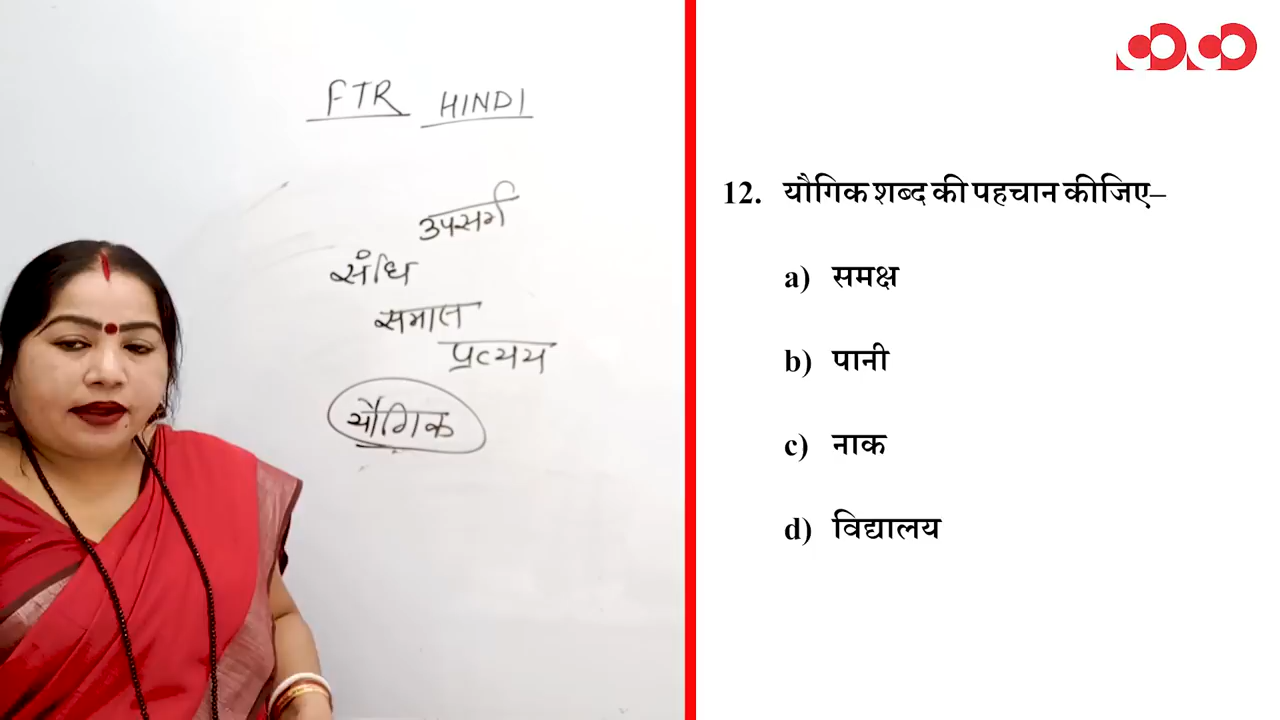 FTR HINDI
उपसर्ग
संधि
समास
प्रत्यय
यौगिक
12. यौगिक शब्द की पहचान कीजिए–
a) समक्ष
b) पानी
c) नाक
d) विद्यालय